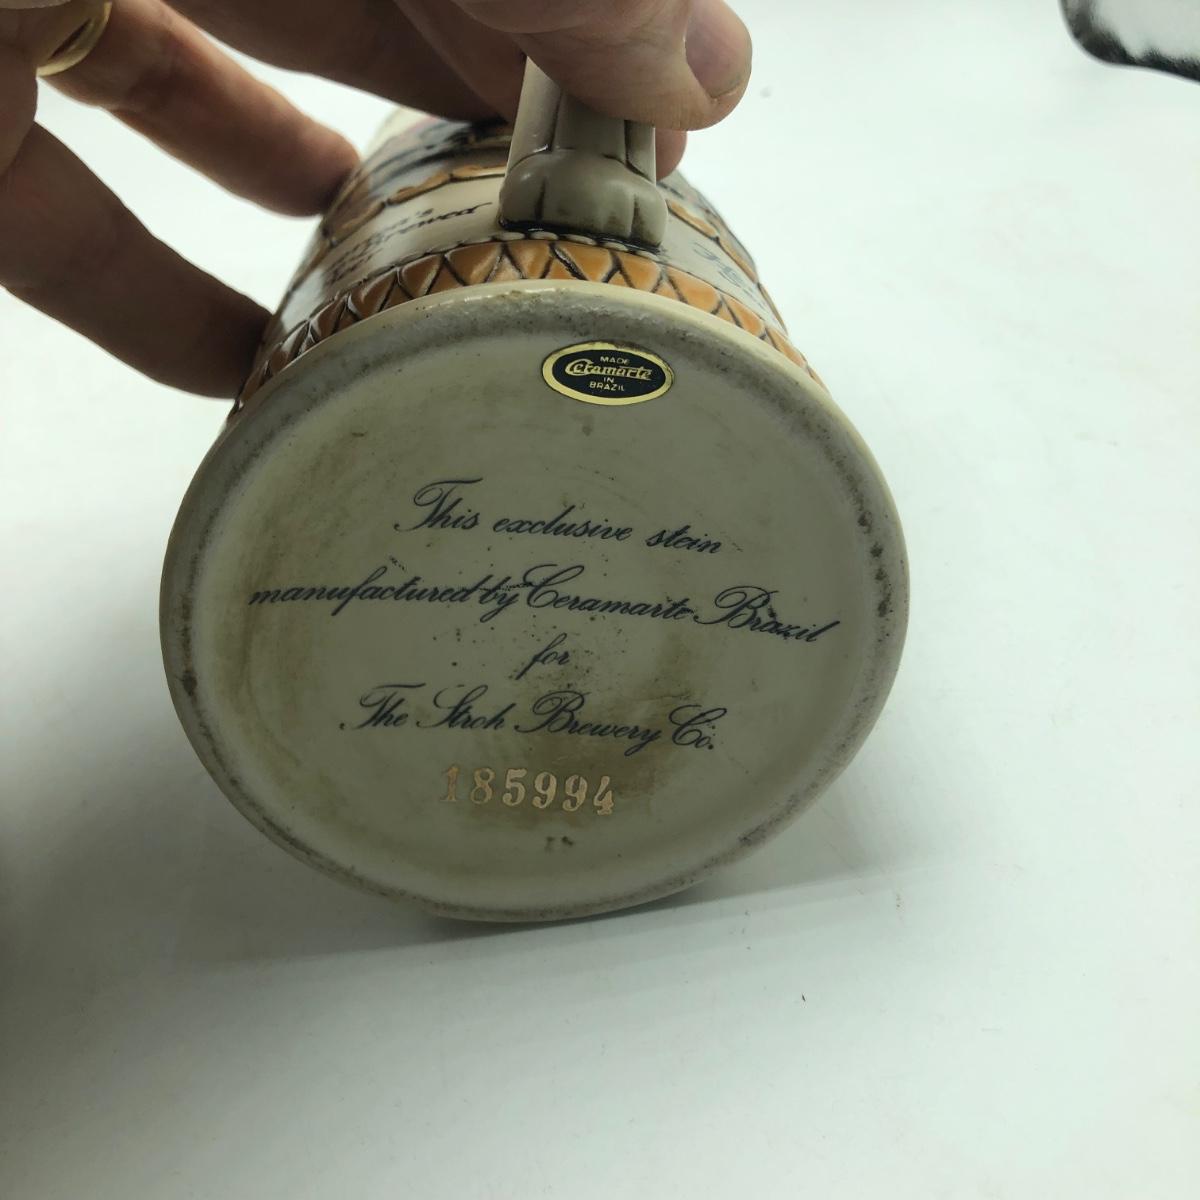 MADE
Ceramarte
IN
BRAZIL
This exclusive stein
manufactured by Ceramarte Brazil
for
The Stroh Brewery Co.
185994